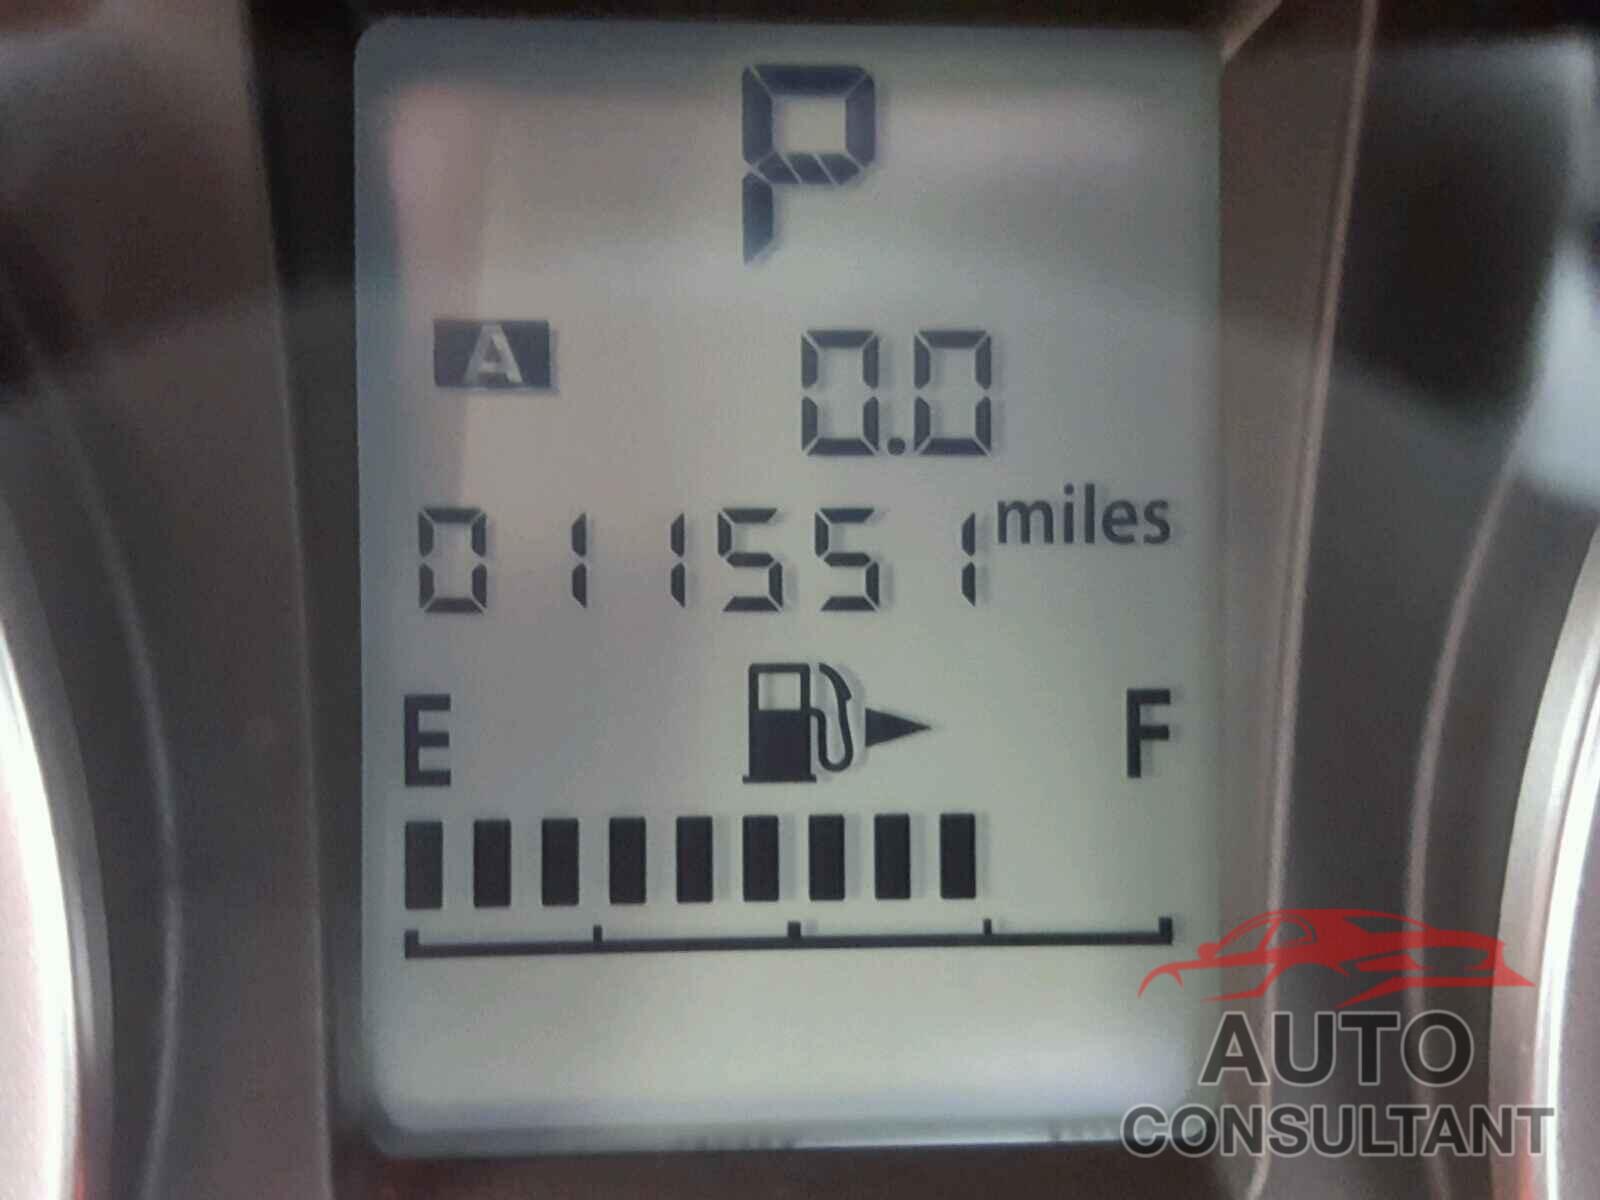 P
A 0.0
011551 miles
E F
AUTO
CONSULTANT